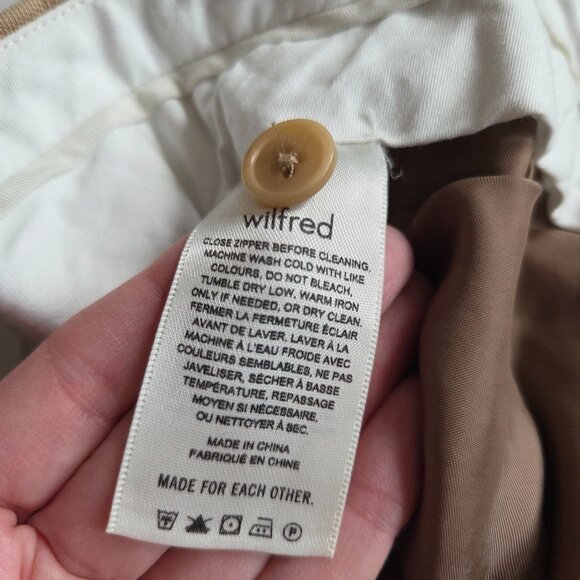 wilfred
CLOSE ZIPPER BEFORE CLEANING,
MACHINE WASH COLD WITH LIKE
COLOURS, DO NOT BLEACH,
TUMBLE DRY LOW, WARM IRON
ONLY IF NEEDED, OR DRY CLEAN.
FERMER LA FERMETURE ÉCLAIR
AVANT DE LAVER, LAVER À LA
MACHINE À L'EAU FROIDE AVEC
COULEURS SEMBLABLES, NE PAS
JAVELISER, SÉCHER À BASSE
TEMPÉRATURE, REPASSAGE
MOYEN SI NÉCESSAIRE,
OU NETTOYER À SEC.
MADE IN CHINA
FABRIQUÉ EN CHINE
MADE FOR EACH OTHER.
P